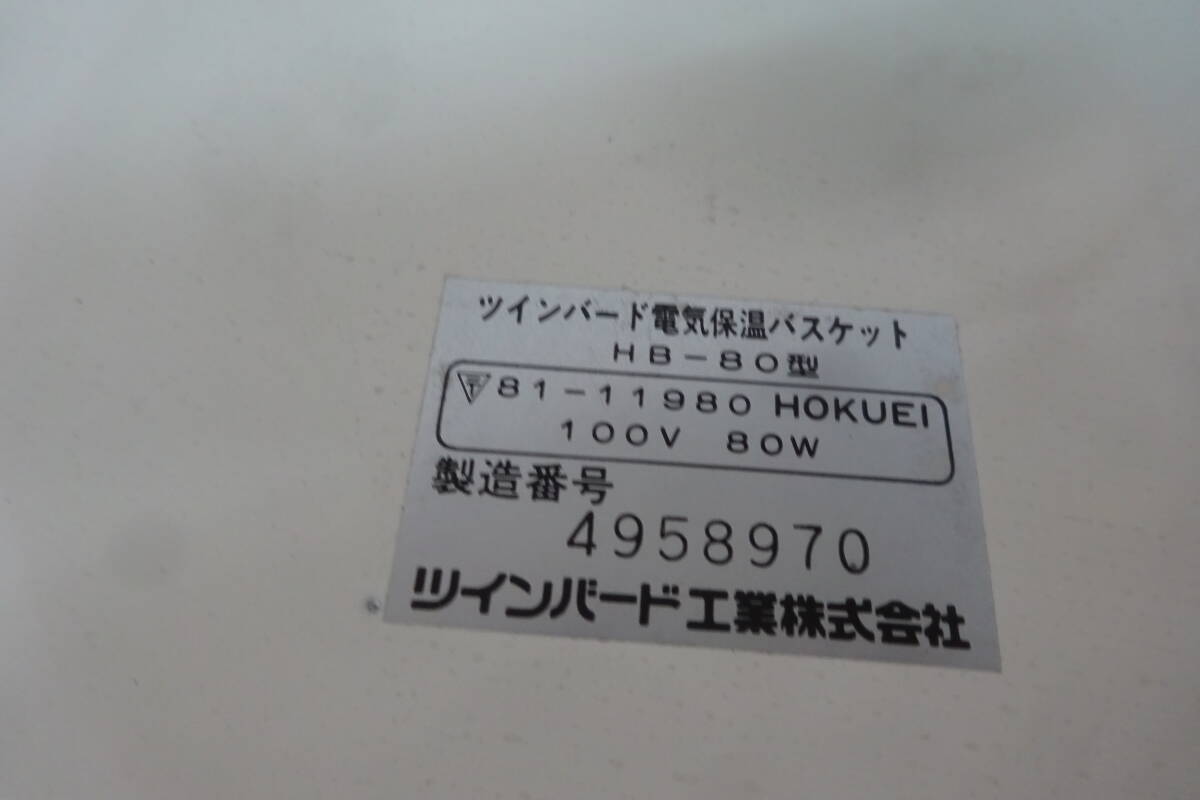 ツインバード電気保温バスケット
HB-80型
81-11980 HOKUEI
100V 80W
製造番号
4958970
ツインバード工業株式会社